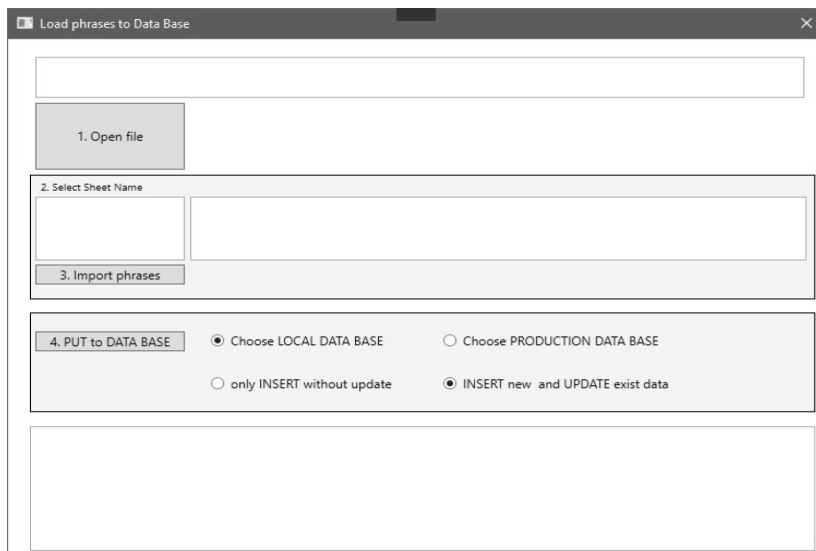 Load phrases to Data Base
1. Open file
2. Select Sheet Name
3. Import phrases
4. PUT to DATA BASE
Choose LOCAL DATA BASE
Choose PRODUCTION DATA BASE
only INSERT without update
INSERT new  and UPDATE exist data